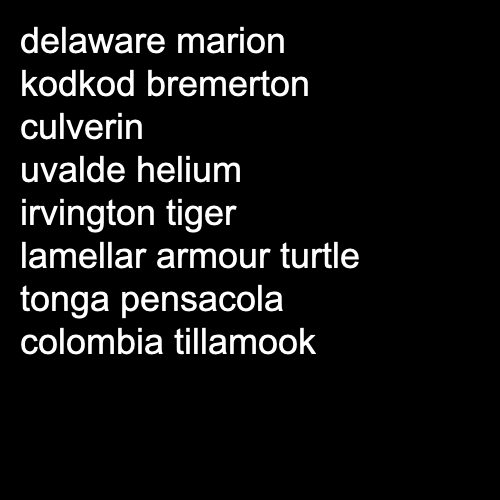 delaware marion
kodkod bremerton
culverin
uvalde helium
irvington tiger
lamellar armour turtle
tonga pensacola
colombia tillamook